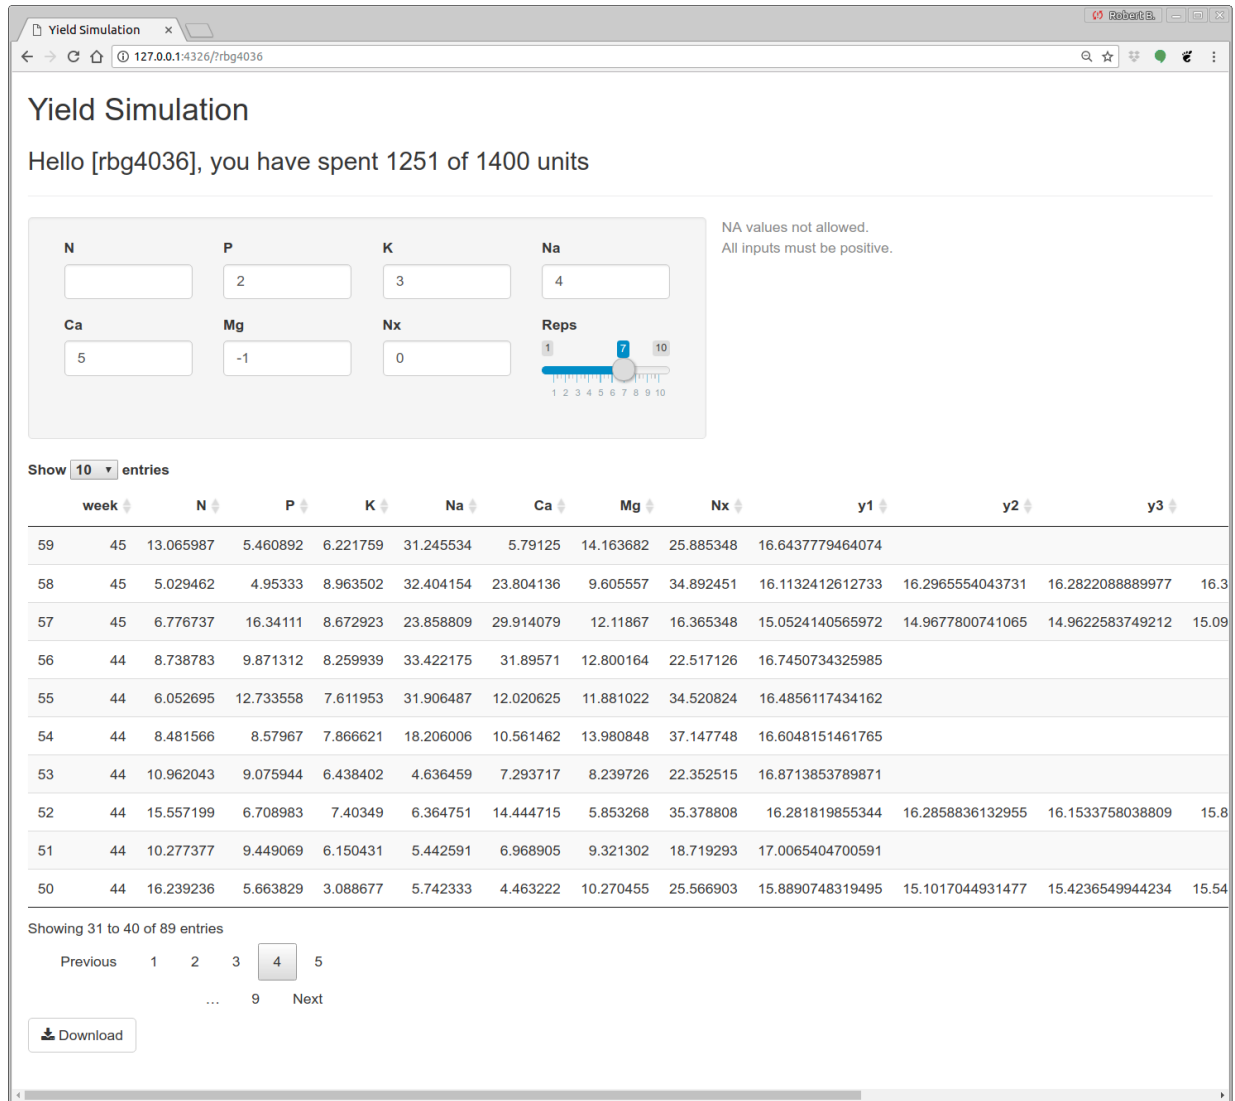 Yield Simulation ×
Robert B.
127.0.0.1:4326/?rbg4036
Yield Simulation
Hello [rbg4036], you have spent 1251 of 1400 units
NA values not allowed.
All inputs must be positive.
N P K Na
2 3 4
Ca Mg Nx Reps
1 7 10
5 -1 0
1 2 3 4 5 6 7 8 9 10
Show 10 entries
week N P K Na Ca Mg Nx y1 y2 y3
59 45 13.065987 5.460892 6.221759 31.245534 5.79125 14.163682 25.885348 16.6437779464074
58 45 5.029462 4.95333 8.963502 32.404154 23.804136 9.605557 34.892451 16.1132412612733 16.2965554043731 16.2822088889977 16.3
57 45 6.776737 16.34111 8.672923 23.858809 29.914079 12.11867 16.365348 15.0524140565972 14.9677800741065 14.9622583749212 15.09
56 44 8.738783 9.871312 8.259939 33.422175 31.89571 12.800164 22.517126 16.7450734325985
55 44 6.052695 12.733558 7.611953 31.906487 12.020625 11.881022 34.520824 16.4856117434162
54 44 8.481566 8.57967 7.866621 18.206006 10.561462 13.980848 37.147748 16.6048151461765
53 44 10.962043 9.075944 6.438402 4.636459 7.293717 8.239726 22.352515 16.8713853789871
52 44 15.557199 6.708983 7.40349 6.364751 14.444715 5.853268 35.378808 16.281819855344 16.2858836132955 16.1533758038809 15.8
51 44 10.277377 9.449069 6.150431 5.442591 6.968905 9.321302 18.719293 17.0065404700591
50 44 16.239236 5.663829 3.088677 5.742333 4.463222 10.270455 25.566903 15.8890748319495 15.1017044931477 15.4236549944234 15.54
Showing 31 to 40 of 89 entries
Previous 1 2 3 4 5
… 9 Next
Download